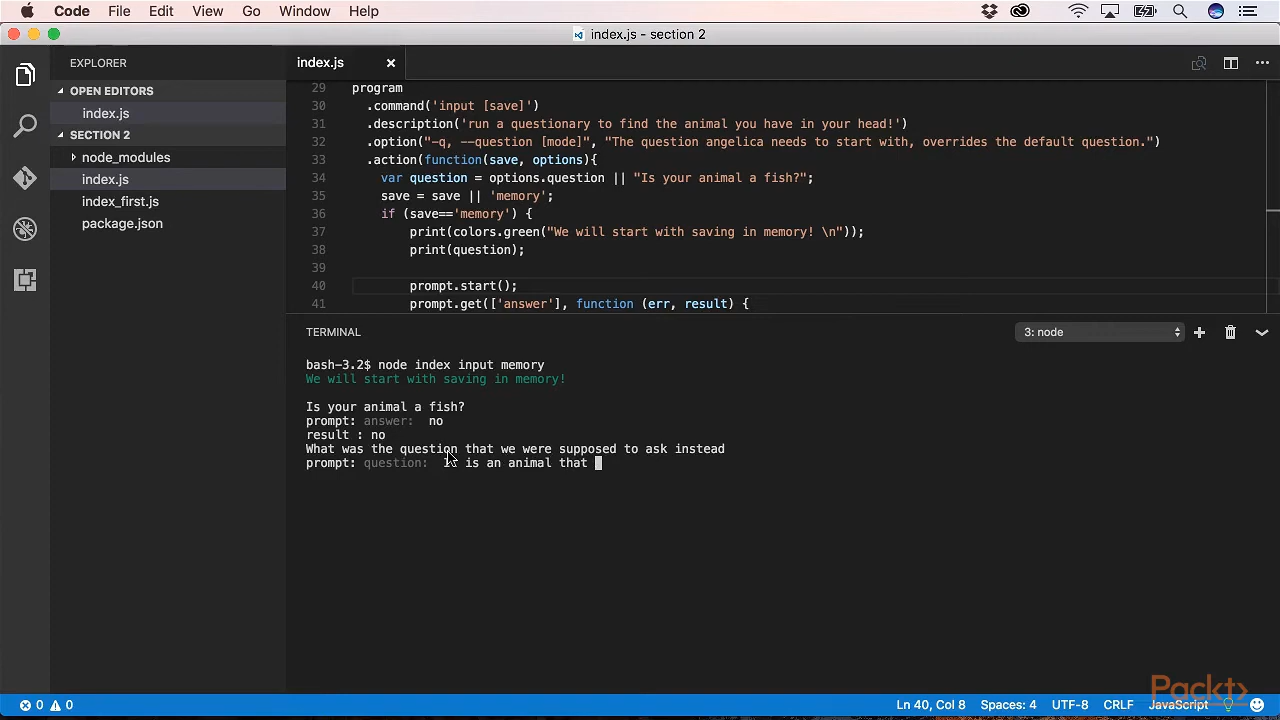 Code File Edit View Go Window Help
index.js - section 2
EXPLORER
OPEN EDITORS
index.js
SECTION 2
node_modules
index.js
index_first.js
package.json
index.js
29 program
30 .command('input [save]')
31 .description('run a questionary to find the animal you have in your head!')
32 .option("-q, --question [mode]", "The question angelica needs to start with, overrides the default question.")
33 .action(function(save, options){
34 var question = options.question || "Is your animal a fish?";
35 save = save || 'memory';
36 if (save=='memory') {
37 print(colors.green("We will start with saving in memory! \n"));
38 print(question);
39
40 prompt.start();
41 prompt.get(['answer'], function (err, result) {
TERMINAL
3: node
bash-3.2$ node index input memory
We will start with saving in memory!
Is your animal a fish?
prompt: answer: no
result : no
What was the question that we were supposed to ask instead
prompt: question: is an animal that
0 0
Ln 40, Col 8 Spaces: 4 UTF-8 CRLF JavaScript
Packt